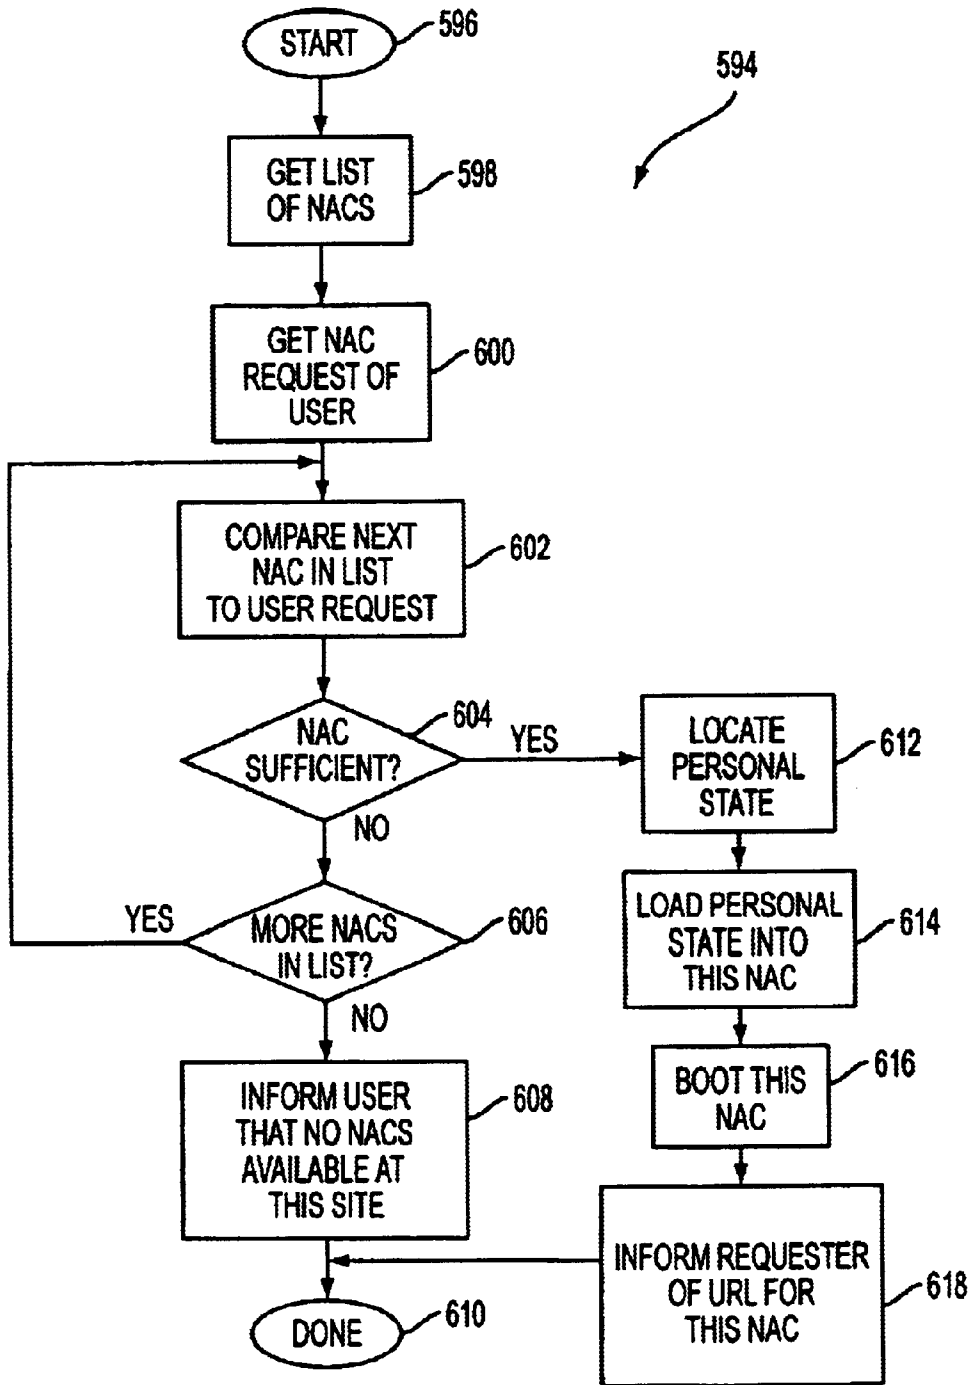 START
596
594
GET LIST
OF NACS
598
GET NAC
REQUEST OF
USER
600
COMPARE NEXT
NAC IN LIST
TO USER REQUEST
602
NAC
SUFFICIENT?
604
YES
NO
LOCATE
PERSONAL
STATE
612
YES
MORE NACS
IN LIST?
606
NO
LOAD PERSONAL
STATE INTO
THIS NAC
614
BOOT THIS
NAC
616
INFORM USER
THAT NO NACS
AVAILABLE AT
THIS SITE
608
INFORM REQUESTER
OF URL FOR
THIS NAC
618
DONE
610